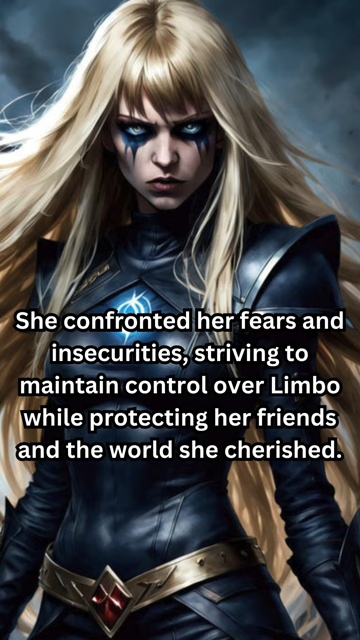 She confronted her fears and
insecurities, striving to
maintain control over Limbo
while protecting her friends
and the world she cherished.